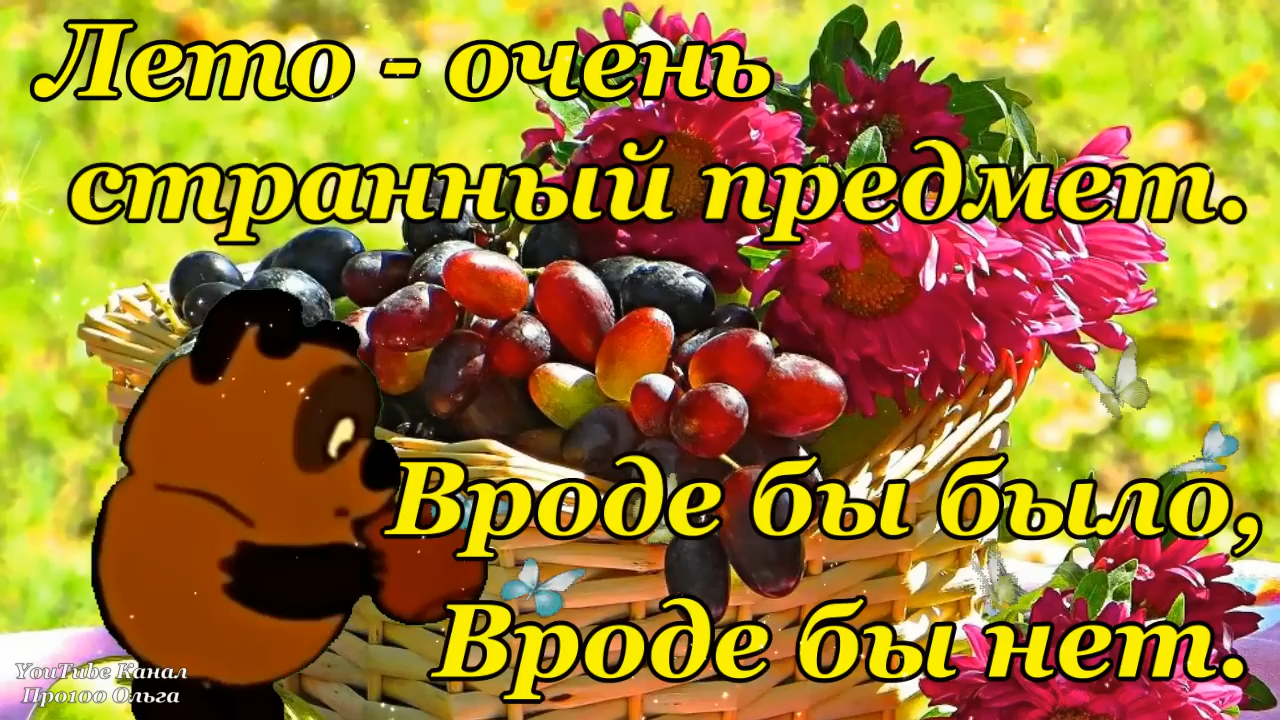 Лето - очень
странный предмет.
Вроде бы было,
Вроде бы нет.
YouTube Канал
Про100 Ольга